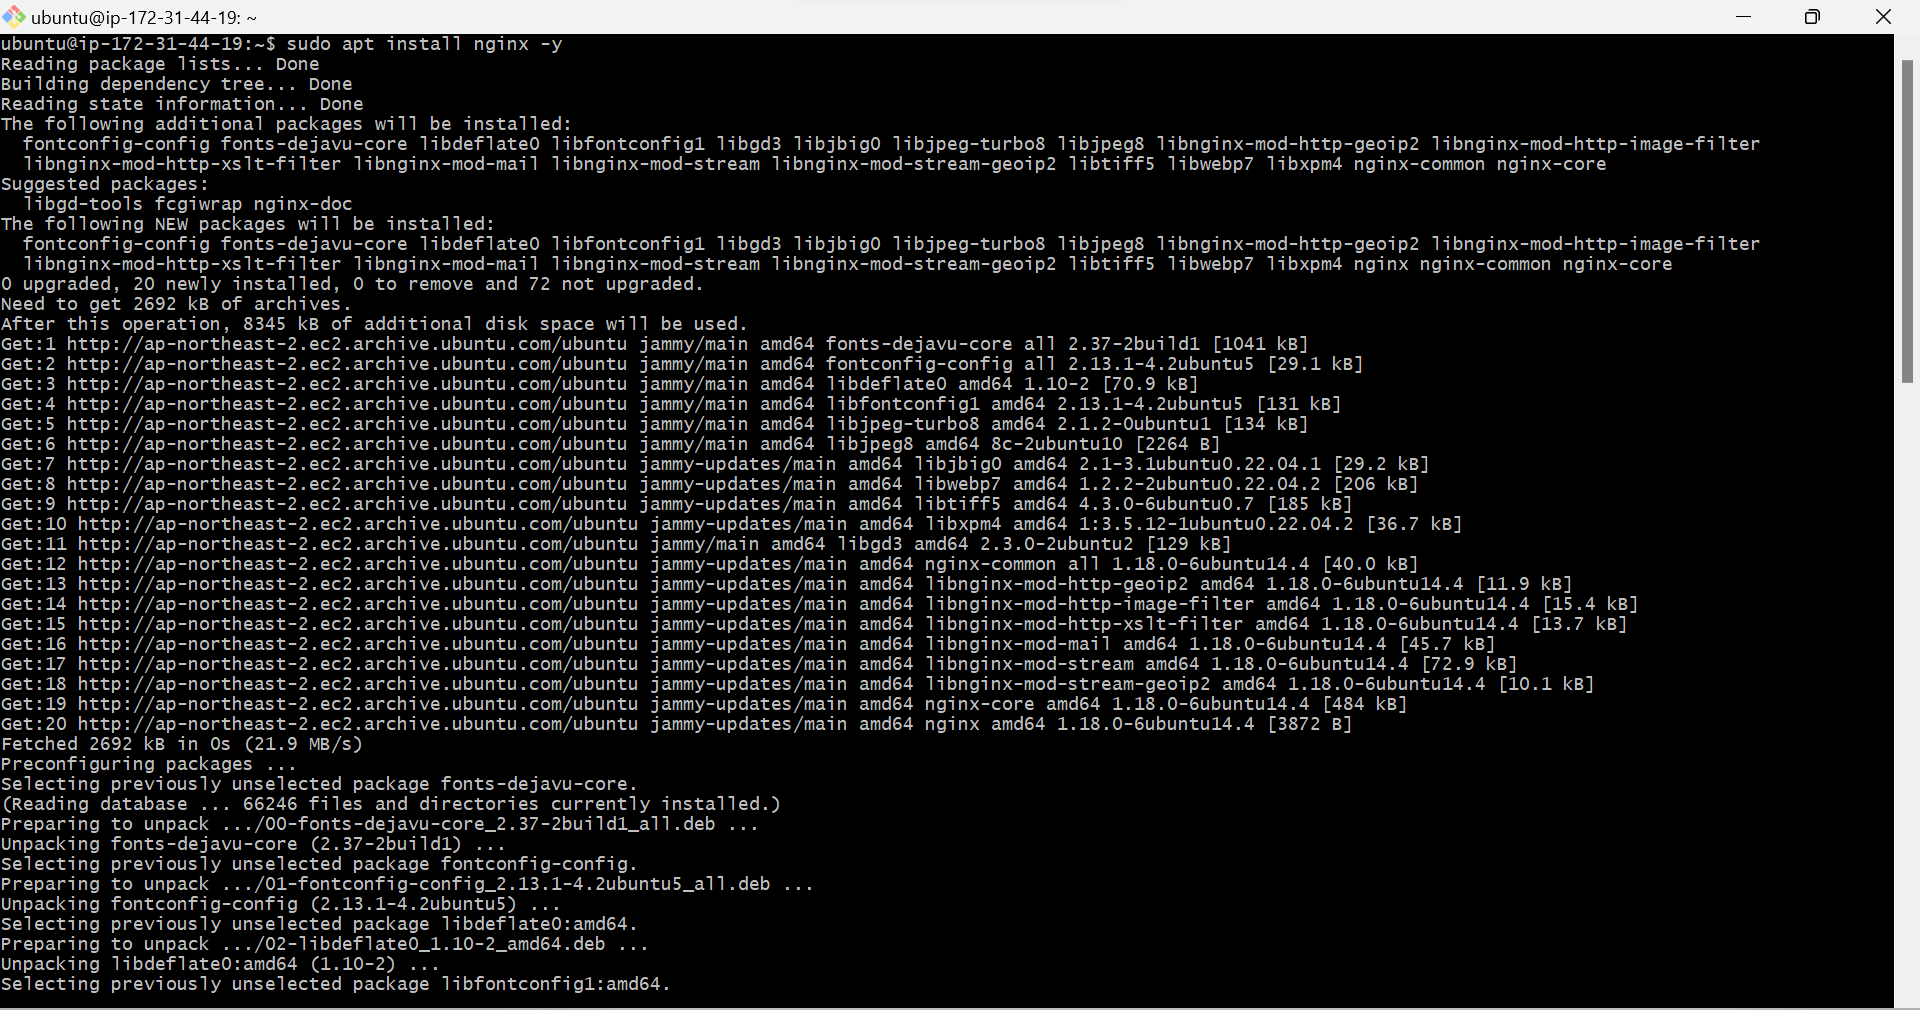 ubuntu@ip-172-31-44-19: ~
ubuntu@ip-172-31-44-19:~$ sudo apt install nginx -y
Reading package lists... Done
Building dependency tree... Done
Reading state information... Done
The following additional packages will be installed:
  fontconfig-config fonts-dejavu-core libdeflate0 libfontconfig1 libgd3 libjbig0 libjpeg-turbo8 libjpeg8 libnginx-mod-http-geoip2 libnginx-mod-http-image-filter
  libnginx-mod-http-xslt-filter libnginx-mod-mail libnginx-mod-stream libnginx-mod-stream-geoip2 libtiff5 libwebp7 libxpm4 nginx-common nginx-core
Suggested packages:
  libgd-tools fcgiwrap nginx-doc
The following NEW packages will be installed:
  fontconfig-config fonts-dejavu-core libdeflate0 libfontconfig1 libgd3 libjbig0 libjpeg-turbo8 libjpeg8 libnginx-mod-http-geoip2 libnginx-mod-http-image-filter
  libnginx-mod-http-xslt-filter libnginx-mod-mail libnginx-mod-stream libnginx-mod-stream-geoip2 libtiff5 libwebp7 libxpm4 nginx nginx-common nginx-core
0 upgraded, 20 newly installed, 0 to remove and 72 not upgraded.
Need to get 2692 kB of archives.
After this operation, 8345 kB of additional disk space will be used.
Get:1 http://ap-northeast-2.ec2.archive.ubuntu.com/ubuntu jammy/main amd64 fonts-dejavu-core all 2.37-2build1 [1041 kB]
Get:2 http://ap-northeast-2.ec2.archive.ubuntu.com/ubuntu jammy/main amd64 fontconfig-config all 2.13.1-4.2ubuntu5 [29.1 kB]
Get:3 http://ap-northeast-2.ec2.archive.ubuntu.com/ubuntu jammy/main amd64 libdeflate0 amd64 1.10-2 [70.9 kB]
Get:4 http://ap-northeast-2.ec2.archive.ubuntu.com/ubuntu jammy/main amd64 libfontconfig1 amd64 2.13.1-4.2ubuntu5 [131 kB]
Get:5 http://ap-northeast-2.ec2.archive.ubuntu.com/ubuntu jammy/main amd64 libjpeg-turbo8 amd64 2.1.2-0ubuntu1 [134 kB]
Get:6 http://ap-northeast-2.ec2.archive.ubuntu.com/ubuntu jammy/main amd64 libjpeg8 amd64 8c-2ubuntu10 [2264 B]
Get:7 http://ap-northeast-2.ec2.archive.ubuntu.com/ubuntu jammy-updates/main amd64 libjbig0 amd64 2.1-3.1ubuntu0.22.04.1 [29.2 kB]
Get:8 http://ap-northeast-2.ec2.archive.ubuntu.com/ubuntu jammy-updates/main amd64 libwebp7 amd64 1.2.2-2ubuntu0.22.04.2 [206 kB]
Get:9 http://ap-northeast-2.ec2.archive.ubuntu.com/ubuntu jammy-updates/main amd64 libtiff5 amd64 4.3.0-6ubuntu0.7 [185 kB]
Get:10 http://ap-northeast-2.ec2.archive.ubuntu.com/ubuntu jammy-updates/main amd64 libxpm4 amd64 1:3.5.12-1ubuntu0.22.04.2 [36.7 kB]
Get:11 http://ap-northeast-2.ec2.archive.ubuntu.com/ubuntu jammy/main amd64 libgd3 amd64 2.3.0-2ubuntu2 [129 kB]
Get:12 http://ap-northeast-2.ec2.archive.ubuntu.com/ubuntu jammy-updates/main amd64 nginx-common all 1.18.0-6ubuntu14.4 [40.0 kB]
Get:13 http://ap-northeast-2.ec2.archive.ubuntu.com/ubuntu jammy-updates/main amd64 libnginx-mod-http-geoip2 amd64 1.18.0-6ubuntu14.4 [11.9 kB]
Get:14 http://ap-northeast-2.ec2.archive.ubuntu.com/ubuntu jammy-updates/main amd64 libnginx-mod-http-image-filter amd64 1.18.0-6ubuntu14.4 [15.4 kB]
Get:15 http://ap-northeast-2.ec2.archive.ubuntu.com/ubuntu jammy-updates/main amd64 libnginx-mod-http-xslt-filter amd64 1.18.0-6ubuntu14.4 [13.7 kB]
Get:16 http://ap-northeast-2.ec2.archive.ubuntu.com/ubuntu jammy-updates/main amd64 libnginx-mod-mail amd64 1.18.0-6ubuntu14.4 [45.7 kB]
Get:17 http://ap-northeast-2.ec2.archive.ubuntu.com/ubuntu jammy-updates/main amd64 libnginx-mod-stream amd64 1.18.0-6ubuntu14.4 [72.9 kB]
Get:18 http://ap-northeast-2.ec2.archive.ubuntu.com/ubuntu jammy-updates/main amd64 libnginx-mod-stream-geoip2 amd64 1.18.0-6ubuntu14.4 [10.1 kB]
Get:19 http://ap-northeast-2.ec2.archive.ubuntu.com/ubuntu jammy-updates/main amd64 nginx-core amd64 1.18.0-6ubuntu14.4 [484 kB]
Get:20 http://ap-northeast-2.ec2.archive.ubuntu.com/ubuntu jammy-updates/main amd64 nginx amd64 1.18.0-6ubuntu14.4 [3872 B]
Fetched 2692 kB in 0s (21.9 MB/s)
Preconfiguring packages ...
Selecting previously unselected package fonts-dejavu-core.
(Reading database ... 66246 files and directories currently installed.)
Preparing to unpack .../00-fonts-dejavu-core_2.37-2build1_all.deb ...
Unpacking fonts-dejavu-core (2.37-2build1) ...
Selecting previously unselected package fontconfig-config.
Preparing to unpack .../01-fontconfig-config_2.13.1-4.2ubuntu5_all.deb ...
Unpacking fontconfig-config (2.13.1-4.2ubuntu5) ...
Selecting previously unselected package libdeflate0:amd64.
Preparing to unpack .../02-libdeflate0_1.10-2_amd64.deb ...
Unpacking libdeflate0:amd64 (1.10-2) ...
Selecting previously unselected package libfontconfig1:amd64.